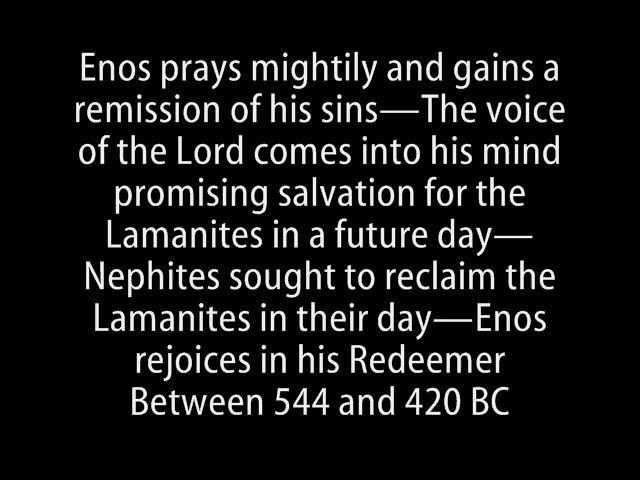 Enos prays mightily and gains a
remission of his sins—The voice
of the Lord comes into his mind
promising salvation for the
Lamanites in a future day—
Nephites sought to reclaim the
Lamanites in their day—Enos
rejoices in his Redeemer
Between 544 and 420 BC